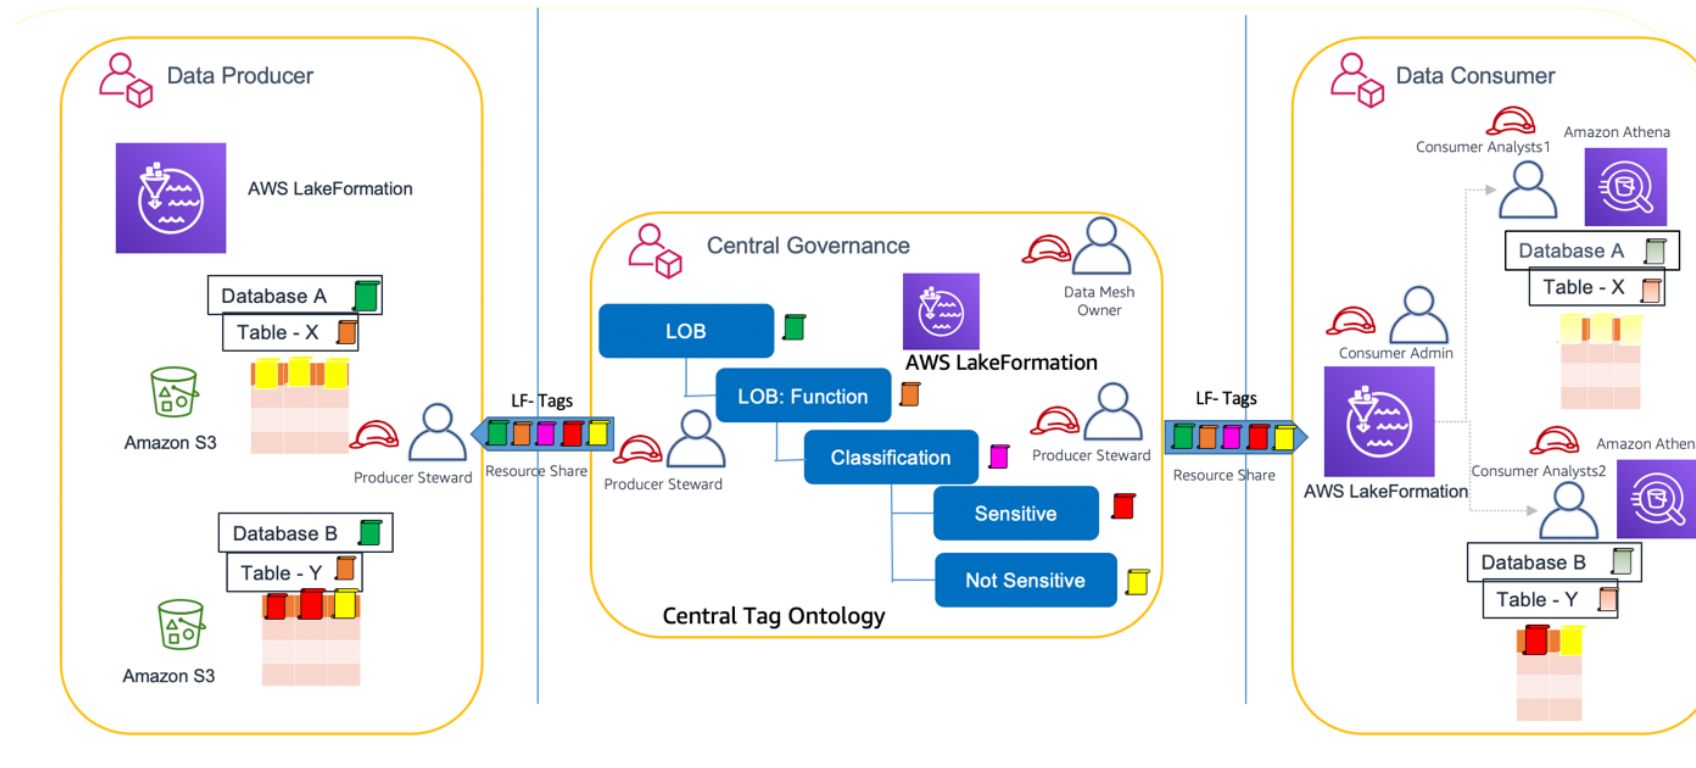 Data Producer
AWS LakeFormation
Database A
Table - X
Amazon S3
Producer Steward
Database B
Table - Y
Amazon S3
LF- Tags
Resource Share
Central Governance
Data Mesh
Owner
LOB
AWS LakeFormation
LOB: Function
Classification
Producer Steward
Producer Steward
Sensitive
Not Sensitive
Central Tag Ontology
LF- Tags
Resource Share
Data Consumer
Amazon Athena
Consumer Analysts1
Database A
Table - X
Consumer Admin
AWS LakeFormation
Amazon Athen
Consumer Analysts2
Database B
Table - Y